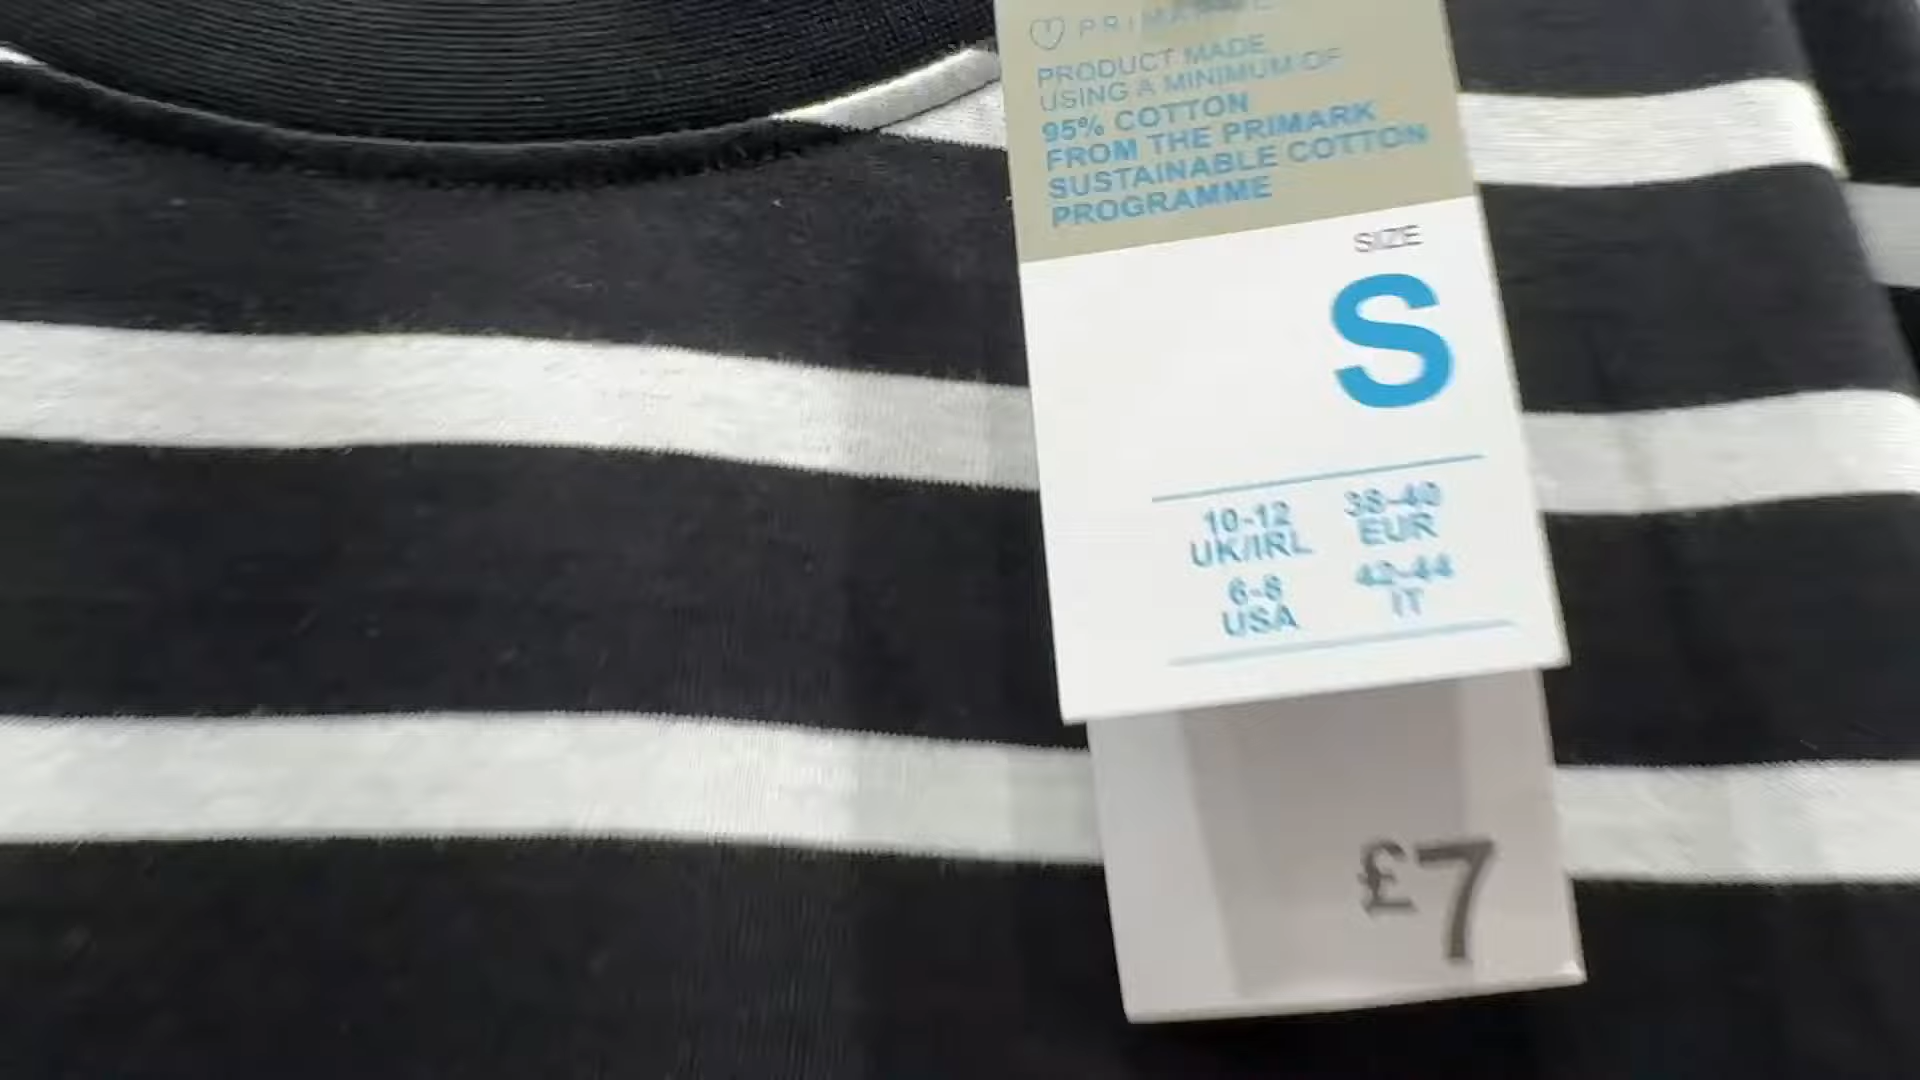 PRODUCT MADE
USING A MINIMUM OF
95% COTTON
FROM THE PRIMARK
SUSTAINABLE COTTON
PROGRAMME
SIZE
S
10-12 38-40
UK/IRL EUR
6-8 42-44
USA IT
£7